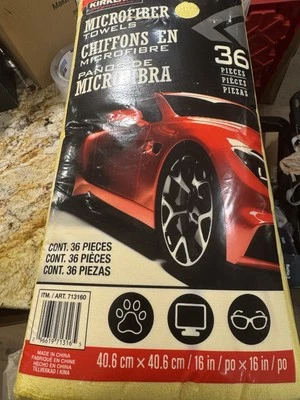 MICROFIBER
TOWELS
CHIFFONS EN
MICROFIBRE
PAÑOS DE
MICROFIBRA
36
PIECES
PIÈCES
PIEZAS
CONT. 36 PIECES
CONT. 36 PIÈCES
CONT. 36 PIEZAS
ITM. / ART. 713160
MADE IN CHINA
FABRIQUÉ EN CHINE
HECHO EN CHINA
TILLVERKAD I KINA
40.6 cm × 40.6 cm / 16 in / po × 16 in / po